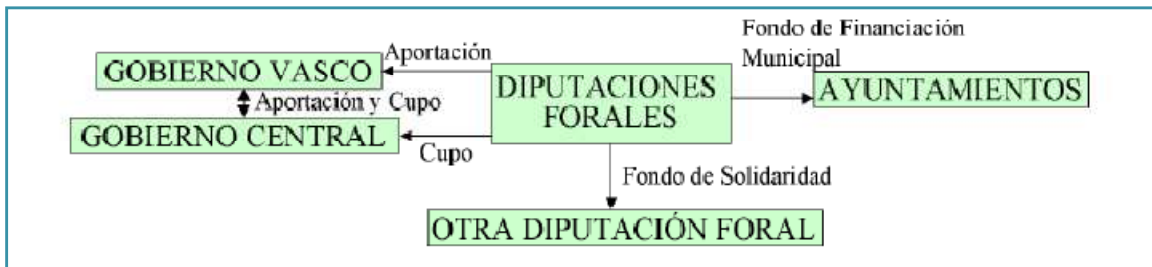 Fondo de Financiación
Municipal
Aportación
GOBIERNO VASCO
DIPUTACIONES
FORALES
AYUNTAMIENTOS
Aportación y Cupo
GOBIERNO CENTRAL
Cupo
Fondo de Solidaridad
OTRA DIPUTACIÓN FORAL